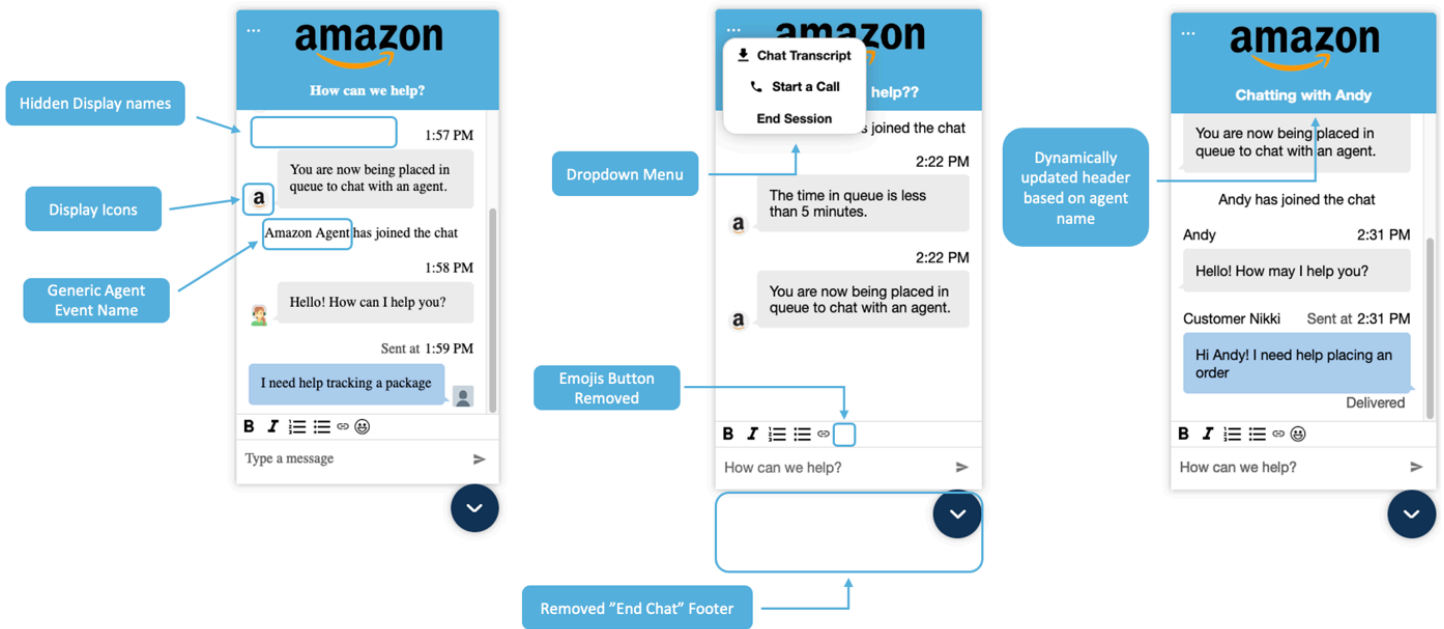 Hidden Display names
Display Icons
Generic Agent
Event Name
...
amazon
How can we help?
1:57 PM
You are now being placed in
queue to chat with an agent.
a
Amazon Agent has joined the chat
1:58 PM
Hello! How can I help you?
Sent at 1:59 PM
I need help tracking a package
B I
Type a message
...
amazon
Chat Transcript
Start a Call
End Session
help??
s joined the chat
2:22 PM
The time in queue is less
than 5 minutes.
a
2:22 PM
You are now being placed in
queue to chat with an agent.
a
B I
How can we help?
Dropdown Menu
Emojis Button
Removed
Removed "End Chat" Footer
Dynamically
updated header
based on agent
name
...
amazon
Chatting with Andy
You are now being placed in
queue to chat with an agent.
Andy has joined the chat
Andy 2:31 PM
Hello! How may I help you?
Customer Nikki Sent at 2:31 PM
Hi Andy! I need help placing an
order
Delivered
B I
How can we help?